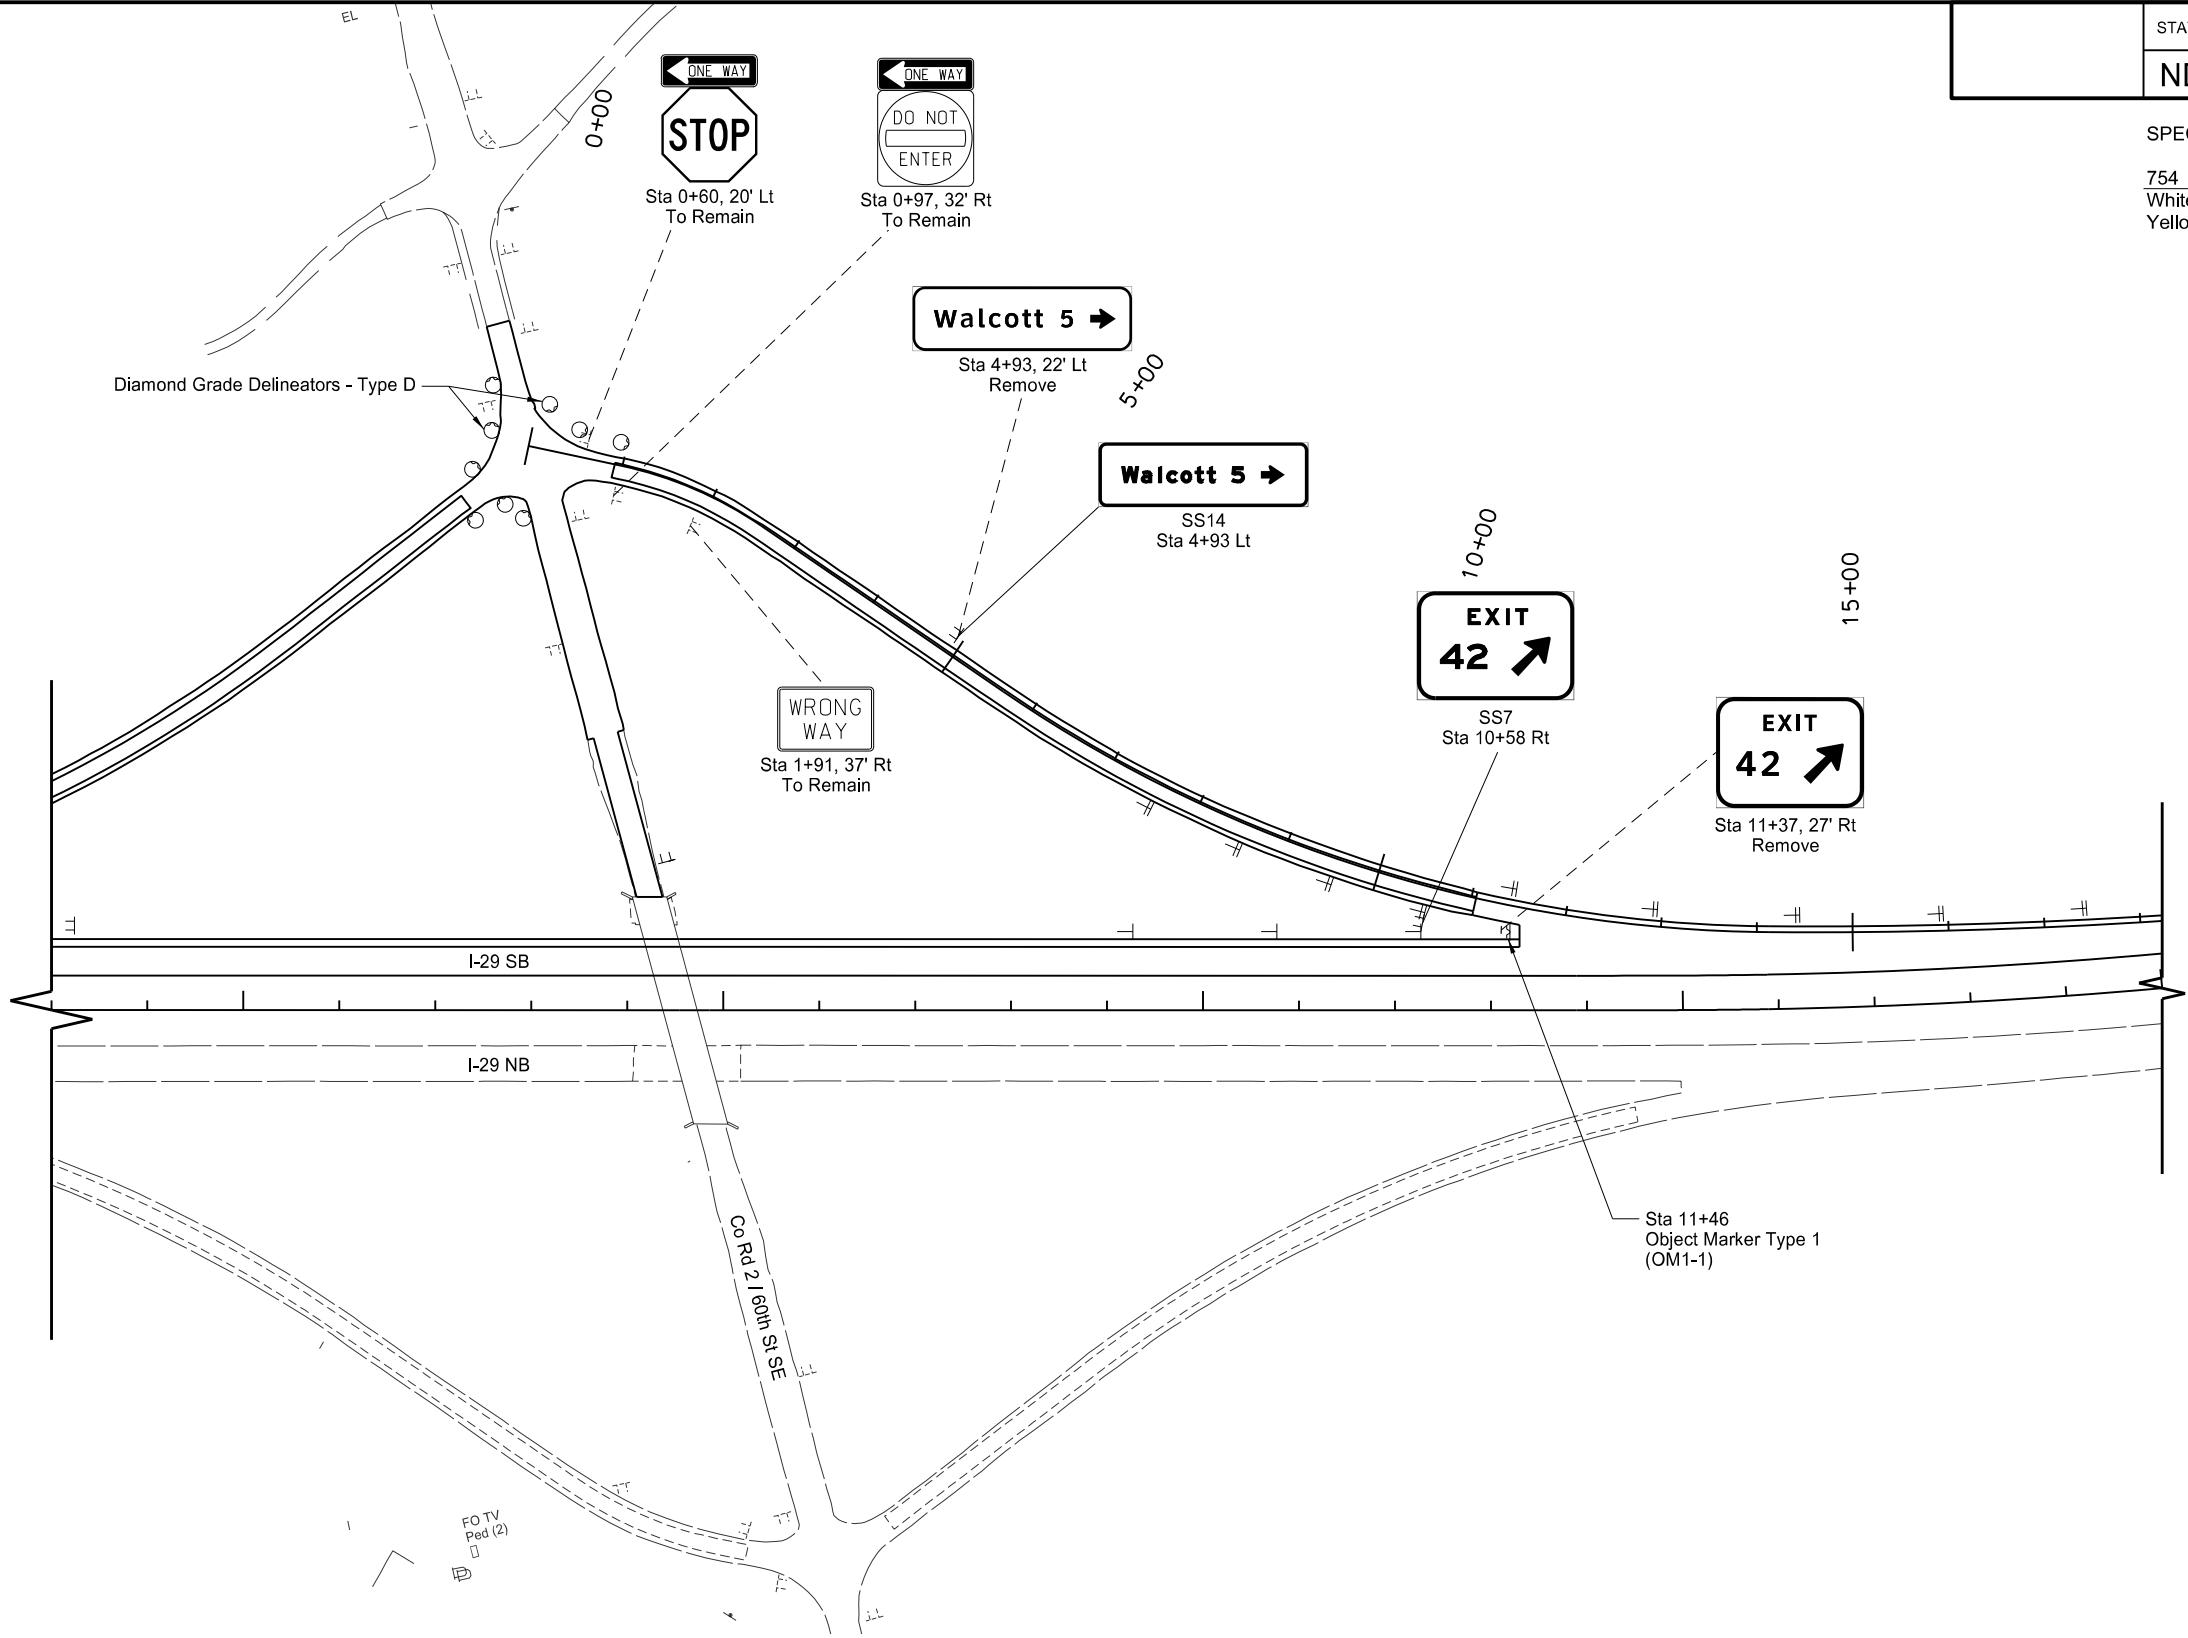 EL
ONE WAY
STOP
Sta 0+60, 20' Lt
To Remain
0+00
ONE WAY
DO NOT
ENTER
Sta 0+97, 32' Rt
To Remain
754
Walcott 5
Sta 4+93, 22' Lt
Remove
5+00
Diamond Grade Delineators - Type D
Walcott 5
SS14
Sta 4+93 Lt
10+00
15+00
EXIT
42
SS7
Sta 10+58 Rt
WRONG
WAY
Sta 1+91, 37' Rt
To Remain
EXIT
42
Sta 11+37, 27' Rt
Remove
I-29 SB
I-29 NB
Co Rd 2 / 60th St SE
Sta 11+46
Object Marker Type 1
(OM1-1)
FO TV
Ped (2)